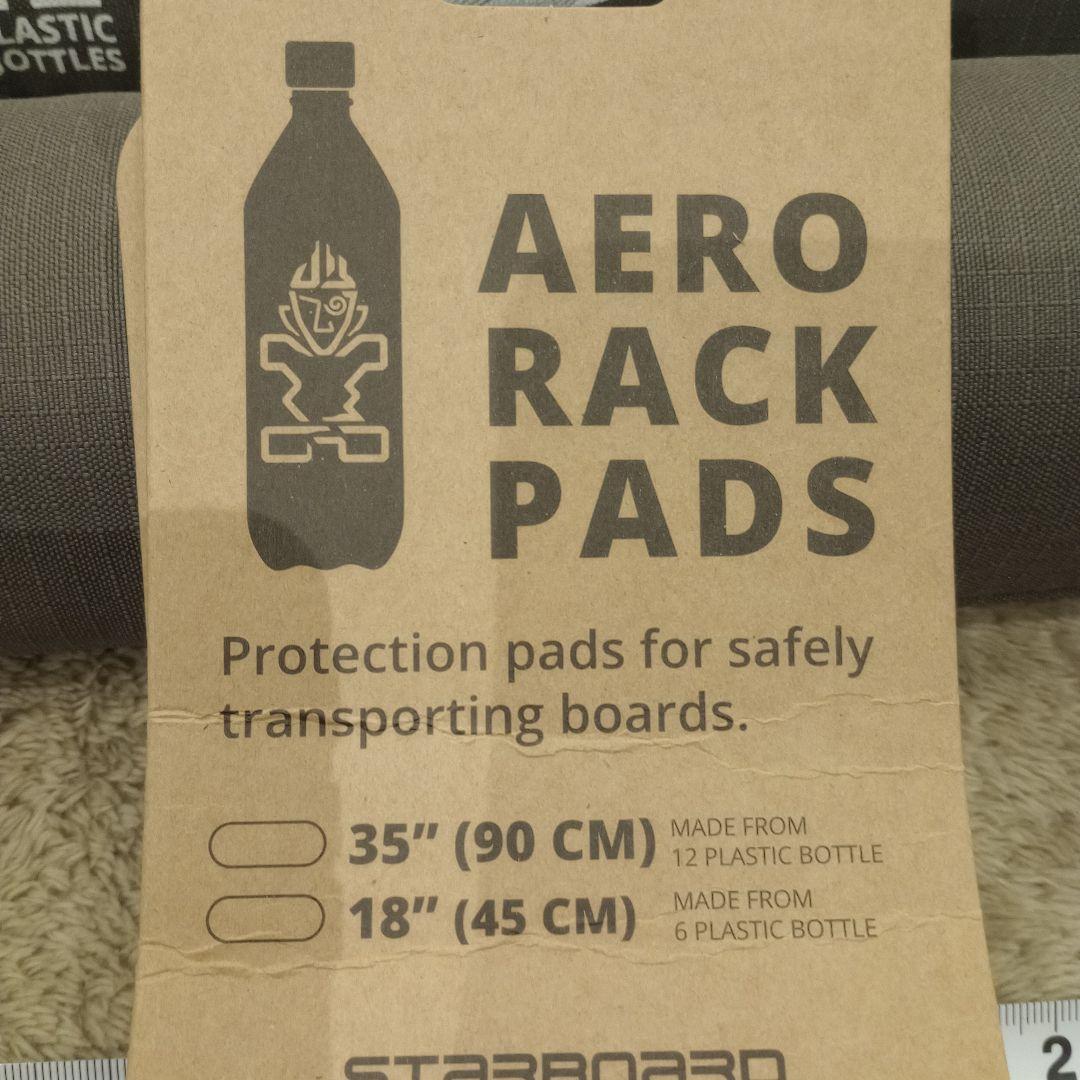 LASTIC
OTTLES
AERO
RACK
PADS
Protection pads for safely
transporting boards.
35” (90 CM) MADE FROM
12 PLASTIC BOTTLE
18” (45 CM) MADE FROM
6 PLASTIC BOTTLE
STARBOARD
2